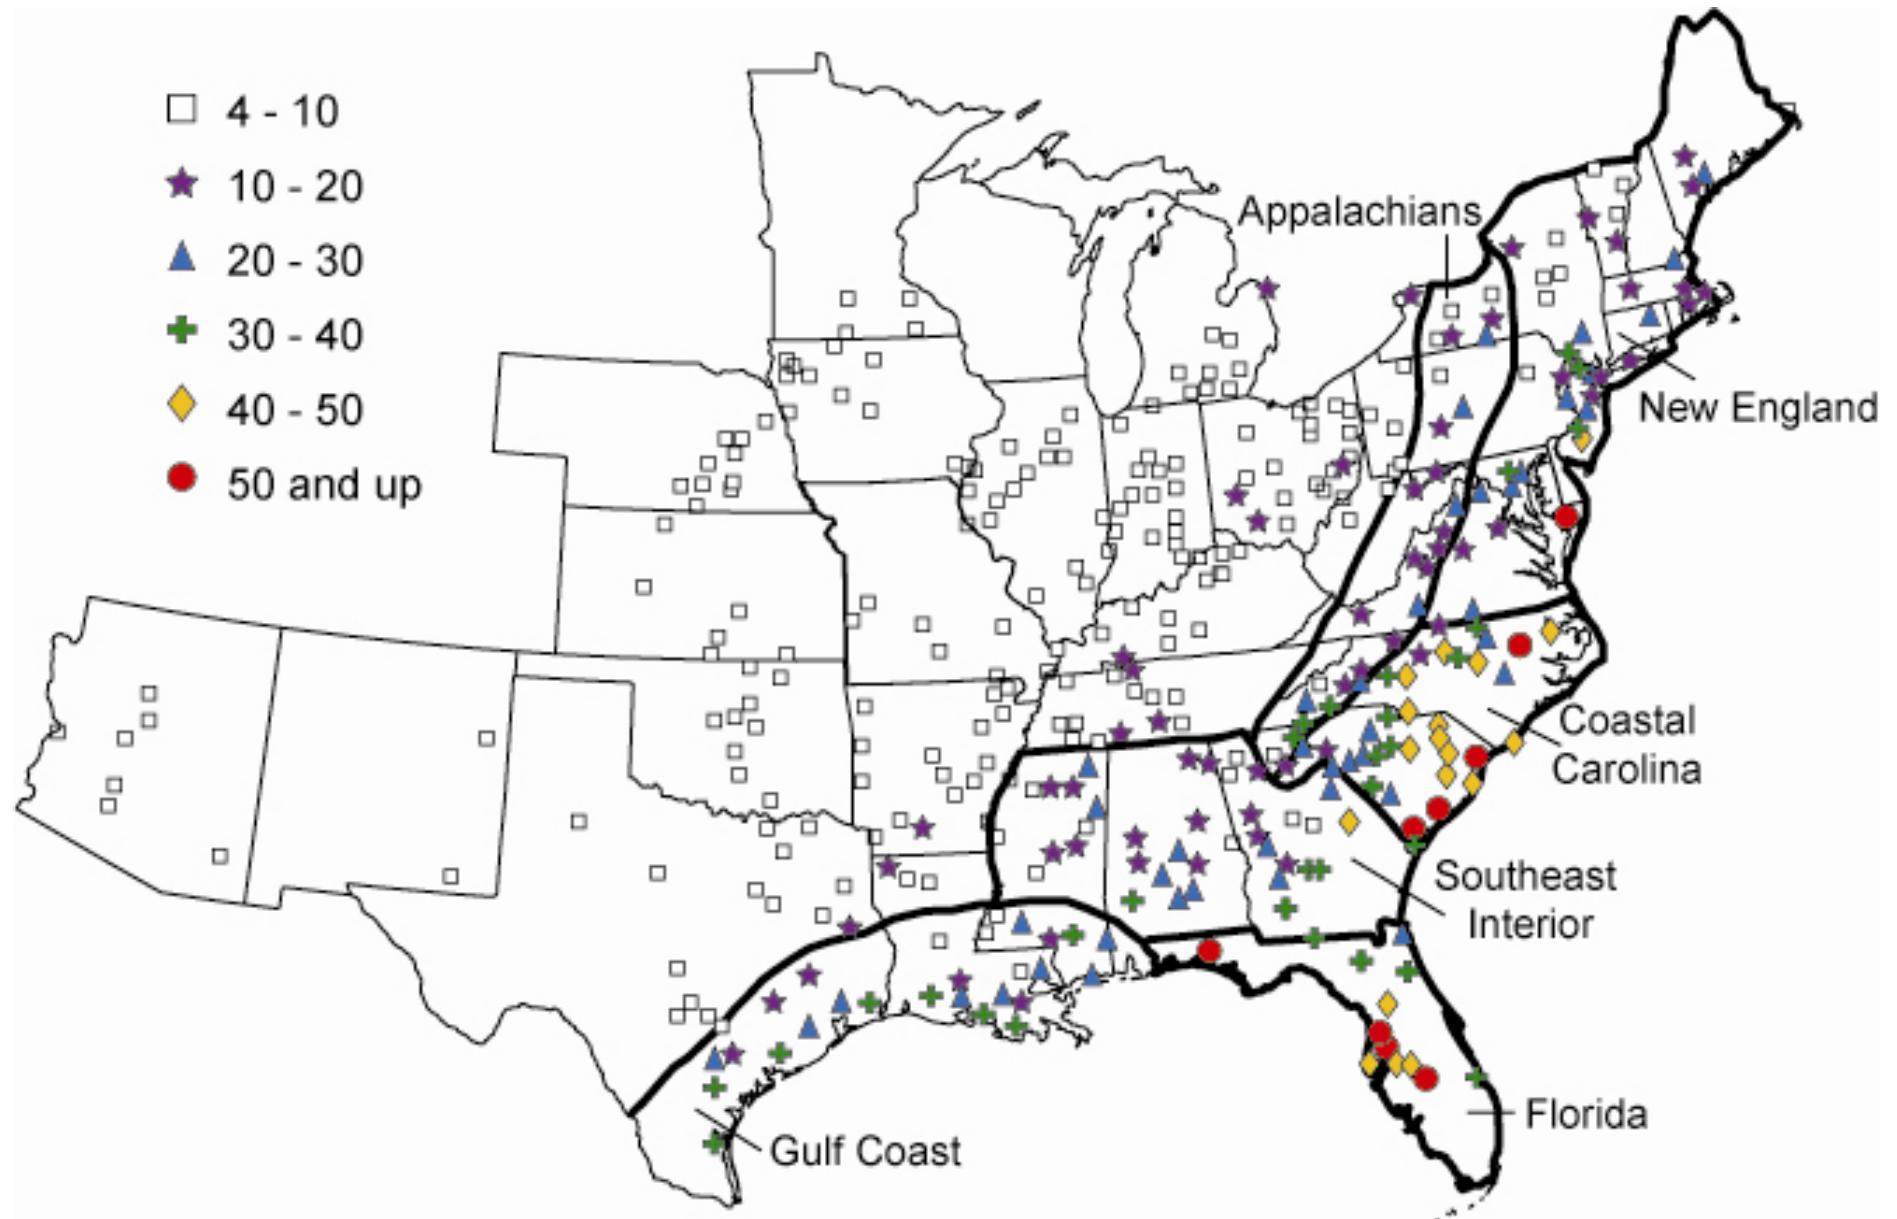 4 - 10
10 - 20
20 - 30
30 - 40
40 - 50
50 and up
Appalachians
New England
Coastal
Carolina
Southeast
Interior
Florida
Gulf Coast